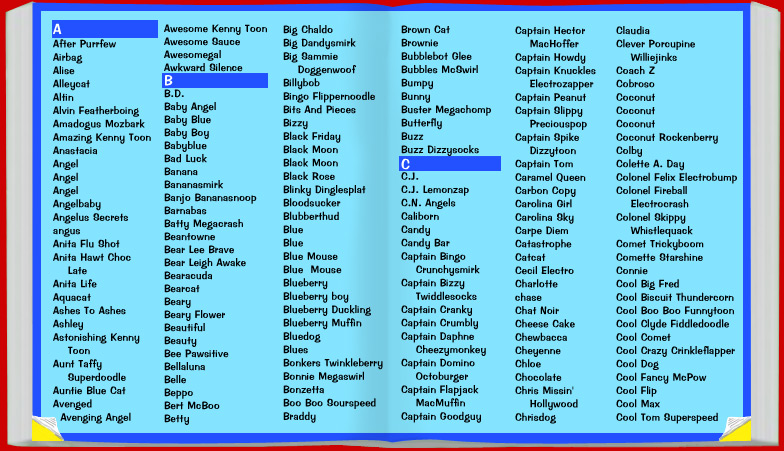 A
After Purrfew
Airbag
Alise
Alleycat
Altin
Alvin Featherboing
Amadogus Mozbark
Amazing Kenny Toon
Anastacia
Angel
Angel
Angel
Angelbaby
Angelus Secrets
angus
Anita Flu Shot
Anita Hawt Choc
Late
Anita Life
Aquacat
Ashes To Ashes
Ashley
Astonishing Kenny
Toon
Aunt Taffy
Superdoodle
Auntie Blue Cat
Avenged
Avenging Angel
Awesome Kenny Toon
Awesome Sauce
Awesomegal
Awkward Silence
B
B.D.
Baby Angel
Baby Blue
Baby Boy
Babyblue
Bad Luck
Banana
Bananasmirk
Banjo Bananasnoop
Barnabas
Batty Megacrash
Beantowne
Bear Lee Brave
Bear Leigh Awake
Bearacuda
Bearcat
Beary
Beary Flower
Beautiful
Beauty
Bee Pawsitive
Bellaluna
Belle
Beppo
Bert McBoo
Betty
Big Chaldo
Big Dandysmirk
Big Sammie
Doggenwoof
Billybob
Bingo Flippernoodle
Bits And Pieces
Bizzy
Black Friday
Black Moon
Black Moon
Black Rose
Blinky Dinglesplat
Bloodsucker
Blubberthud
Blue
Blue
Blue Mouse
Blue Mouse
Blueberry
Blueberry boy
Blueberry Duckling
Blueberry Muffin
Bluedog
Blues
Bonkers Twinkleberry
Bonnie Megaswirl
Bonzetta
Boo Boo Sourspeed
Braddy
Brown Cat
Brownie
Bubblebot Glee
Bubbles McSwirl
Bumpy
Bunny
Buster Megachomp
Butterfly
Buzz
Buzz Dizzysocks
C
C.J.
C.J. Lemonzap
C.N. Angels
Caliborn
Candy
Candy Bar
Captain Bingo
Crunchysmirk
Captain Bizzy
Twiddlesocks
Captain Cranky
Captain Crumbly
Captain Daphne
Cheezymonkey
Captain Domino
Octoburger
Captain Flapjack
MacMuffin
Captain Goodguy
Captain Hector
MacHoffer
Captain Howdy
Captain Knuckles
Electrozapper
Captain Peanut
Captain Slippy
Preciouspop
Captain Spike
Dizzytoon
Captain Tom
Caramel Queen
Carbon Copy
Carolina Girl
Carolina Sky
Carpe Diem
Catastrophe
Catcat
Cecil Electro
Charlotte
chase
Chat Noir
Cheese Cake
Chewbacca
Cheyenne
Chloe
Chocolate
Chris Missin'
Hollywood
Chrisdog
Claudia
Clever Porcupine
Williejinks
Coach Z
Cobroso
Coconut
Coconut
Coconut
Coconut Rockenberry
Colby
Colette A. Day
Colonel Felix Electrobump
Colonel Fireball
Electrocrash
Colonel Skippy
Whistlequack
Comet Trickyboom
Comette Starshine
Connie
Cool Big Fred
Cool Biscuit Thundercorn
Cool Boo Boo Funnytoon
Cool Clyde Fiddledoodle
Cool Comet
Cool Crazy Crinkleflapper
Cool Dog
Cool Fancy McPow
Cool Flip
Cool Max
Cool Tom Superspeed